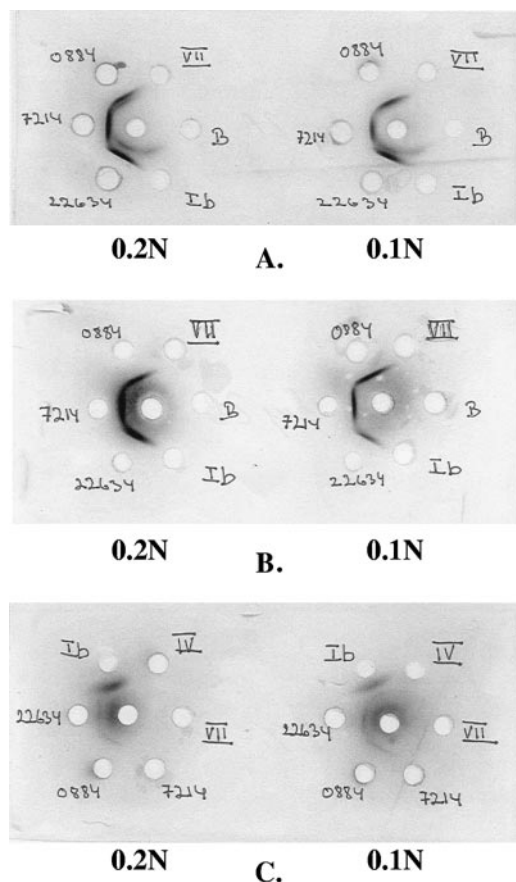 0884 VII 0884 VII
7214 B 7214 B
22634 Ib 22634 Ib
0.2N A. 0.1N
0884 VII 0884 VII
7214 B 7214 B
22634 Ib 22634 Ib
0.2N B. 0.1N
Ib IV Ib IV
22634 VII 22634 VII
0884 7214 0884 7214
0.2N C. 0.1N